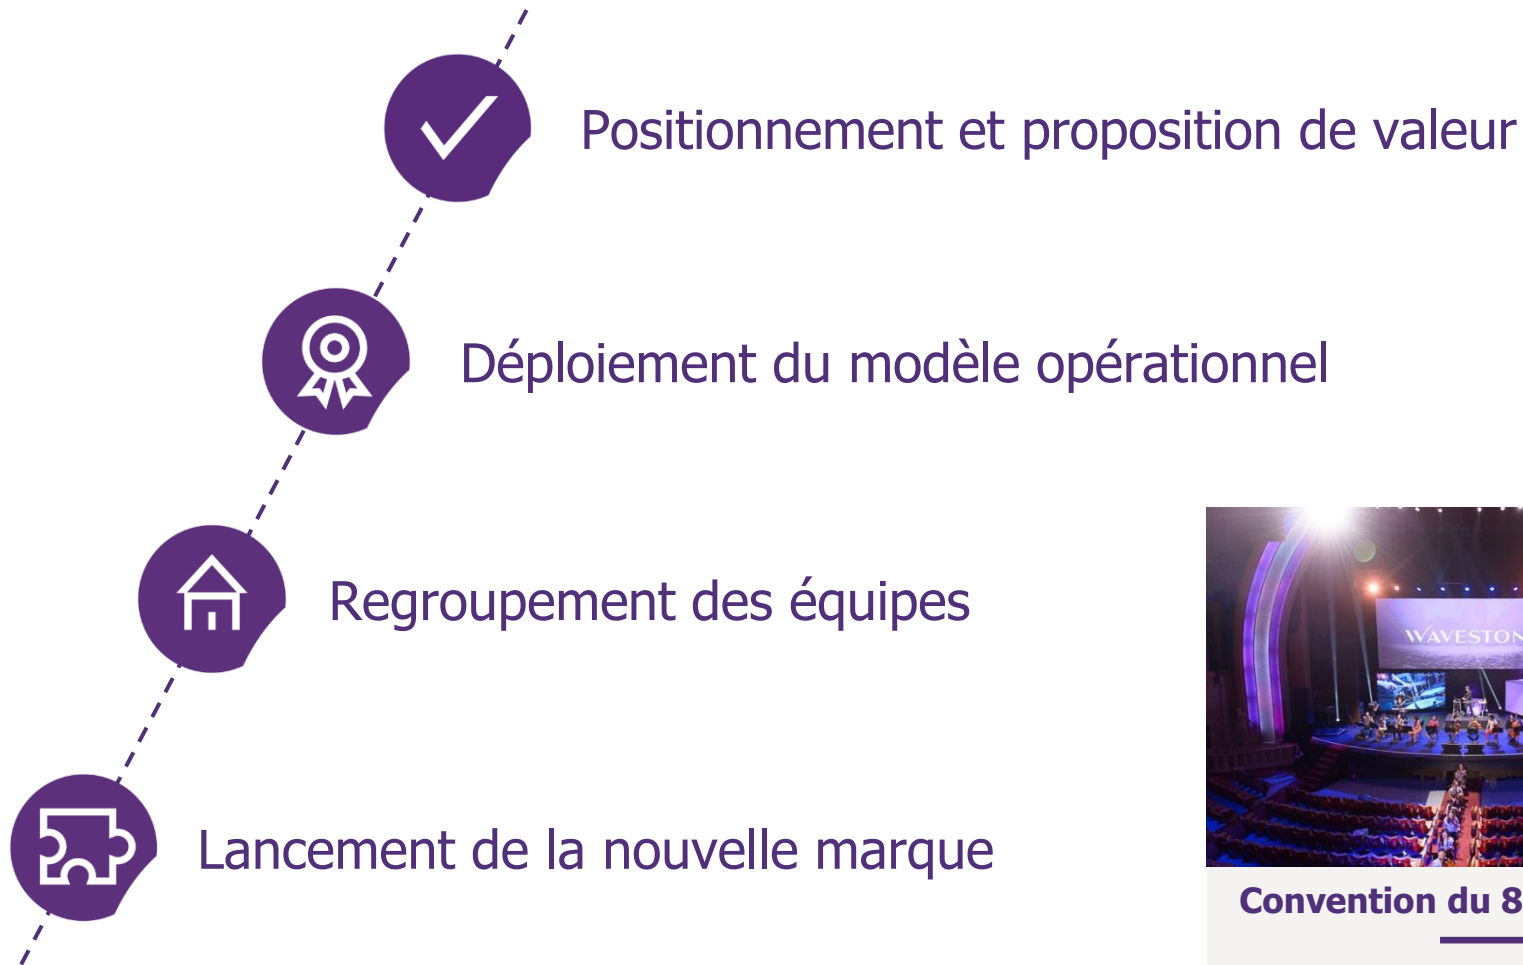 Positionnement et proposition de valeur
Déploiement du modèle opérationnel
Regroupement des équipes
WAVESTON
Lancement de la nouvelle marque
Convention du 8